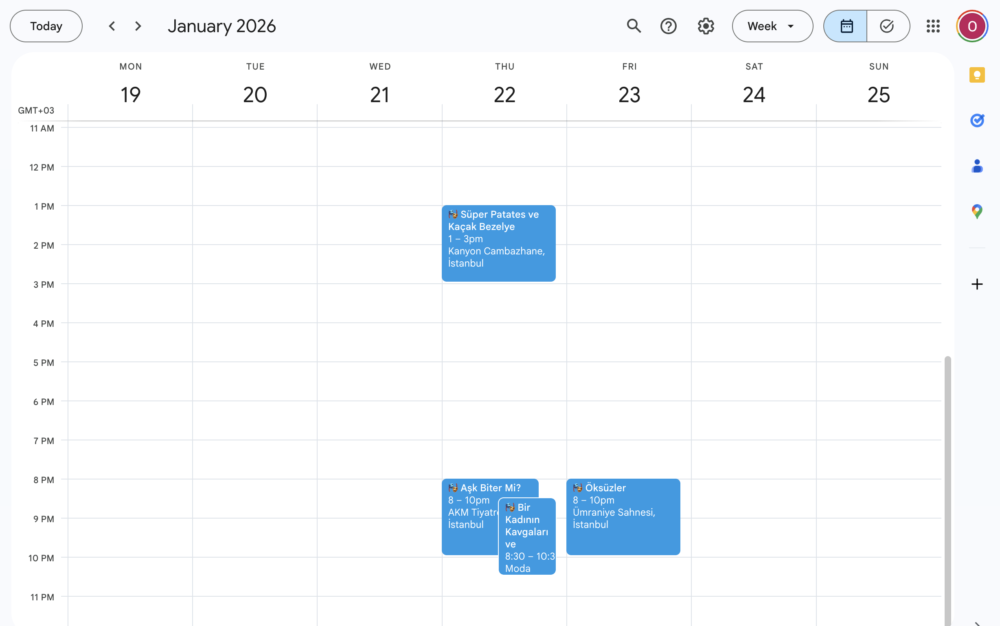 Today
January 2026
Week
O
MON
TUE
WED
THU
FRI
SAT
SUN
19
20
21
22
23
24
25
GMT+03
11 AM
12 PM
1 PM
2 PM
3 PM
4 PM
5 PM
6 PM
7 PM
8 PM
9 PM
10 PM
11 PM
Süper Patates ve
Kaçak Bezelye
1 – 3pm
Kanyon Cambazhane,
İstanbul
Aşk Biter Mi?
8 – 10pm
AKM
İstanbul
Bir
Kadının
Kavgaları
ve
8:30 – 10:3
Moda
Öksüzler
8 – 10pm
Ümraniye Sahnesi,
İstanbul